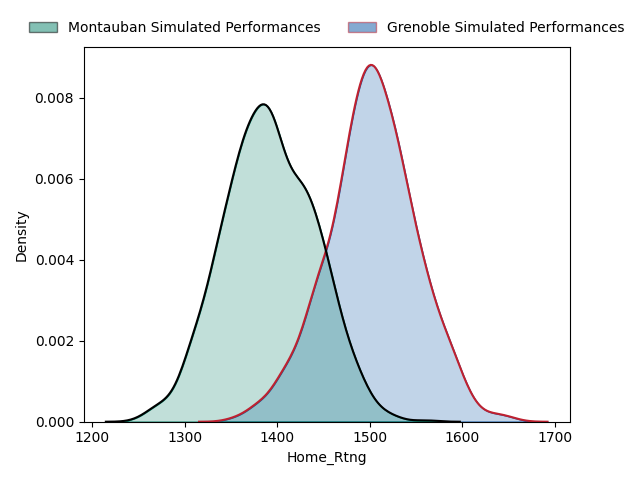 Montauban Simulated Performances Grenoble Simulated Performances
0.008
0.006
0.004
0.002
0.000
Density
1200 1300 1400 1500 1600 1700
Home_Rtng